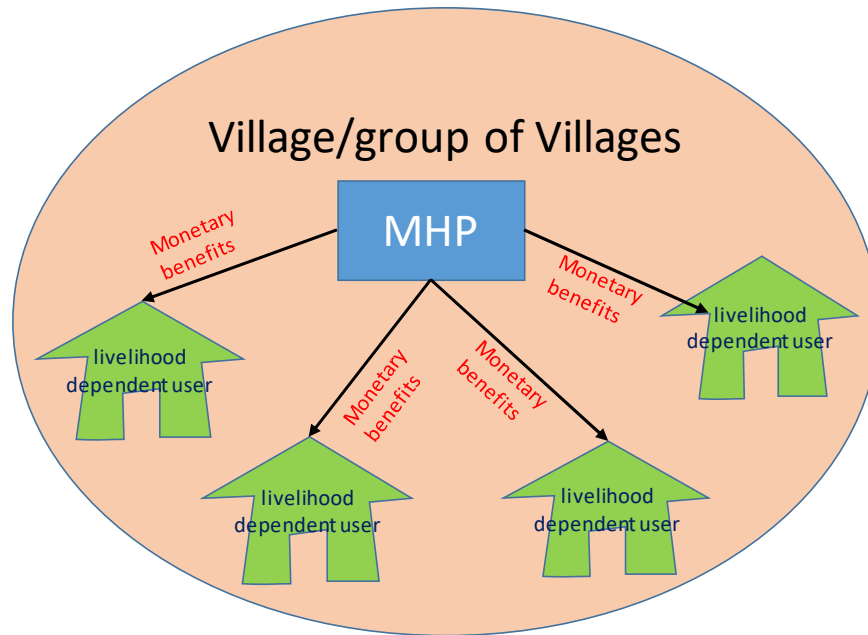 Village/group of Villages
MHP
Monetary
benefits
Monetary
benefits
Monetary
benefits
Monetary
benefits
livelihood
dependent user
livelihood
dependent user
livelihood
dependent user
livelihood
dependent user